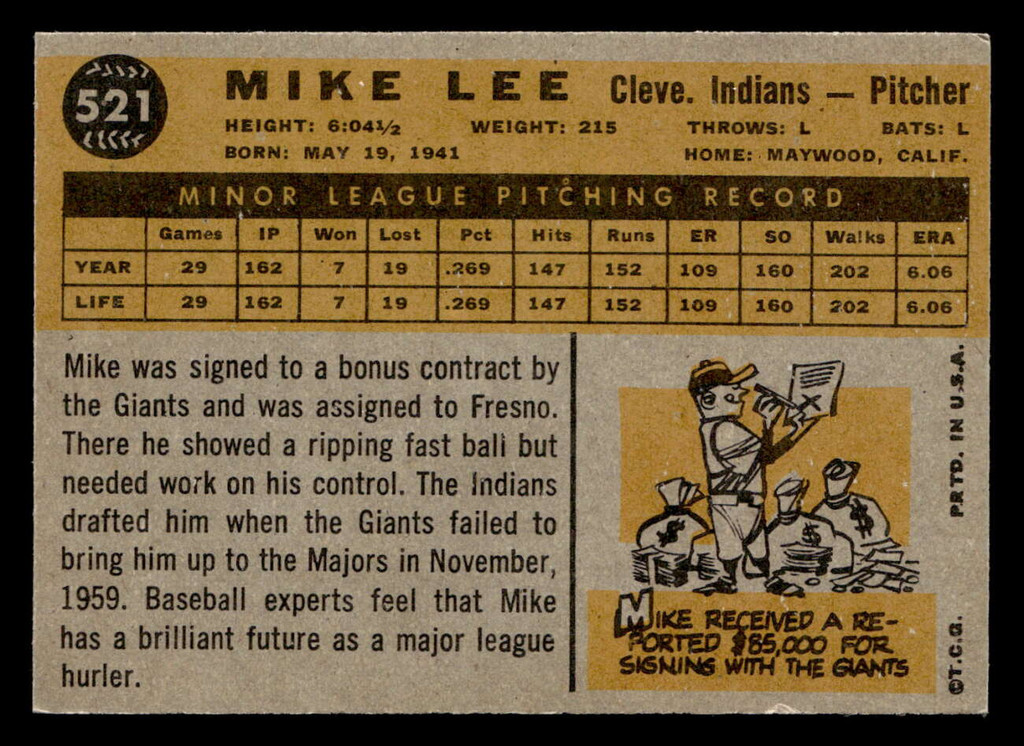 521
MIKE LEE Cleve. Indians — Pitcher
HEIGHT: 6:04½ WEIGHT: 215 THROWS: L BATS: L
BORN: MAY 19, 1941 HOME: MAYWOOD, CALIF.
MINOR LEAGUE PITCHING RECORD
Games IP Won Lost Pct Hits Runs ER SO Walks ERA
YEAR 29 162 7 19 .269 147 152 109 160 202 6.06
LIFE 29 162 7 19 .269 147 152 109 160 202 6.06
Mike was signed to a bonus contract by
the Giants and was assigned to Fresno.
There he showed a ripping fast ball but
needed work on his control. The Indians
drafted him when the Giants failed to
bring him up to the Majors in November,
1959. Baseball experts feel that Mike
has a brilliant future as a major league
hurler.
X
$
$
$
MIKE RECEIVED A RE-
PORTED $85,000 FOR
SIGNING WITH THE GIANTS
©T.C.G. PRTD. IN U.S.A.